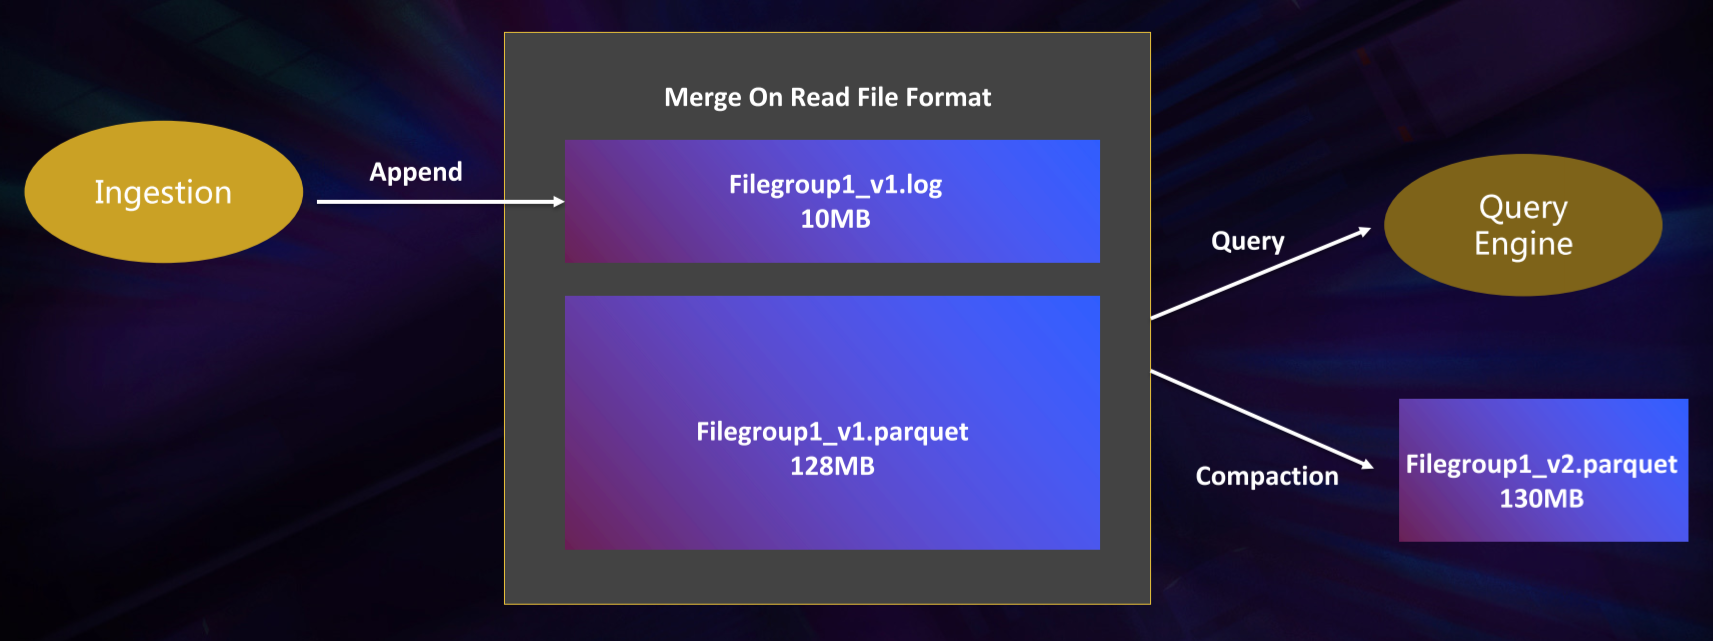 Merge On Read File Format
Ingestion
Append
Filegroup1_v1.log
10MB
Filegroup1_v1.parquet
128MB
Query
Query
Engine
Compaction
Filegroup1_v2.parquet
130MB